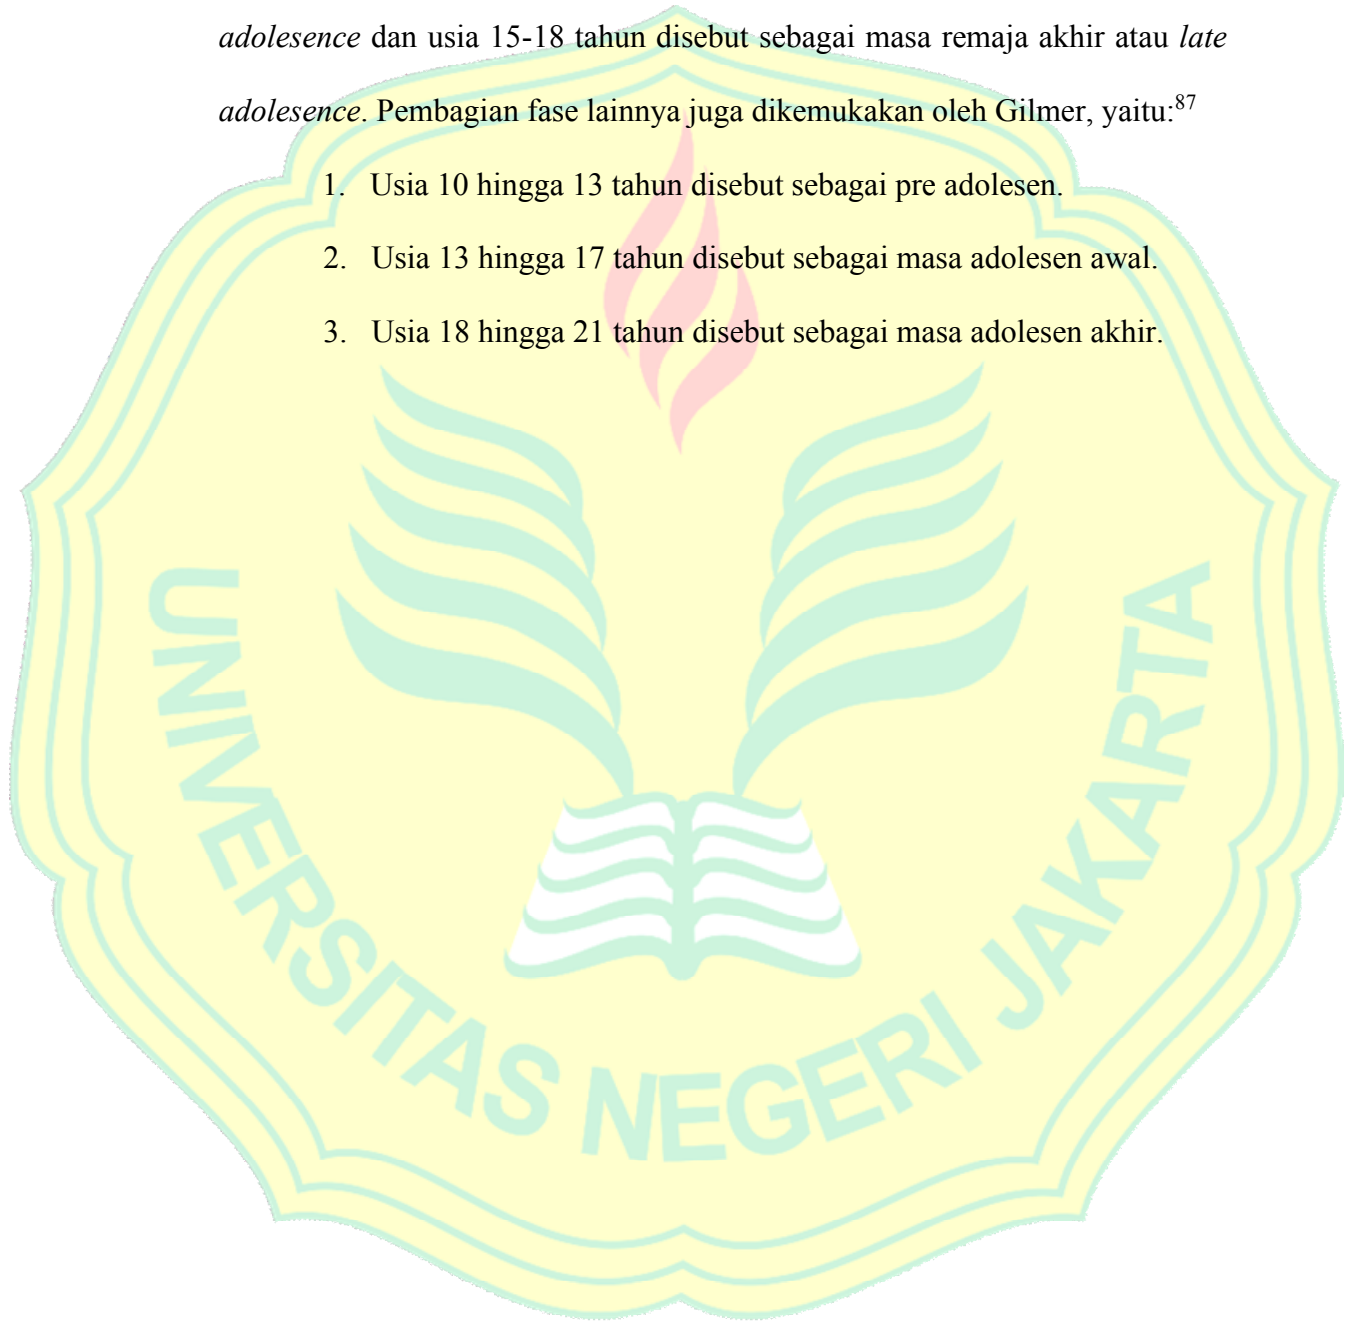 adolesence dan usia 15-18 tahun disebut sebagai masa remaja akhir atau late
adolesence. Pembagian fase lainnya juga dikemukakan oleh Gilmer, yaitu:87
1. Usia 10 hingga 13 tahun disebut sebagai pre adolesen.
2. Usia 13 hingga 17 tahun disebut sebagai masa adolesen awal.
3. Usia 18 hingga 21 tahun disebut sebagai masa adolesen akhir.
UNIVERSITAS NEGERI JAKARTA